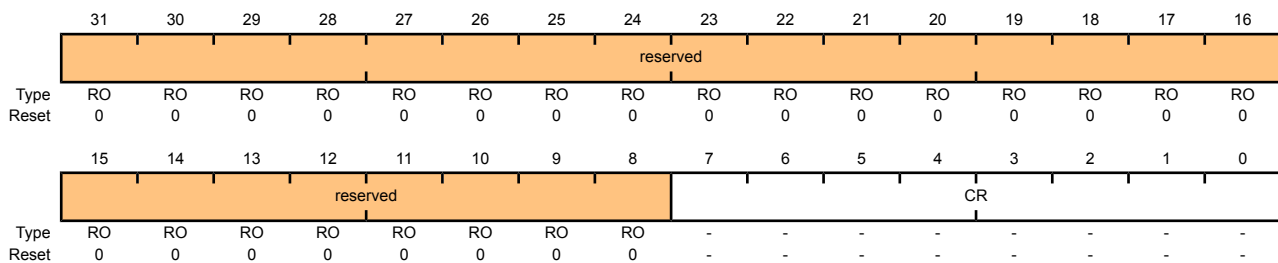 31 30 29 28 27 26 25 24 23 22 21 20 19 18 17 16
reserved
Type RO RO RO RO RO RO RO RO RO RO RO RO RO RO RO RO
Reset 0 0 0 0 0 0 0 0 0 0 0 0 0 0 0 0
15 14 13 12 11 10 9 8 7 6 5 4 3 2 1 0
reserved CR
Type RO RO RO RO RO RO RO RO - - - - - - - -
Reset 0 0 0 0 0 0 0 0 - - - - - - - -